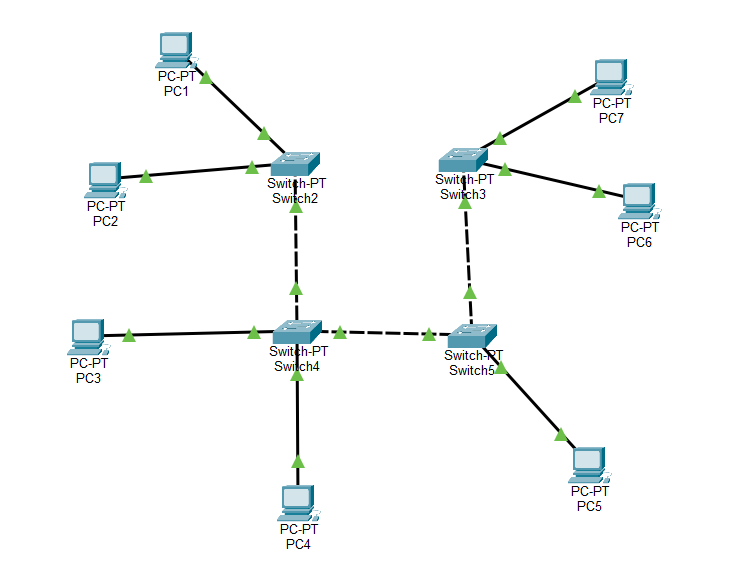 PC-PT
PC1
PC-PT
PC7
Switch-PT
Switch2
Switch-PT
Switch3
PC-PT
PC2
PC-PT
PC6
Switch-PT
Switch4
Switch-PT
Switch5
PC-PT
PC3
PC-PT
PC5
PC-PT
PC4